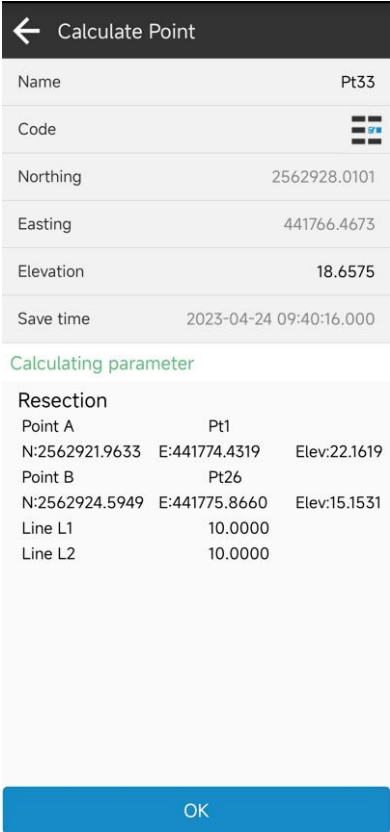 Calculate Point
Name Pt33
Code
Northing 2562928.0101
Easting 441766.4673
Elevation 18.6575
Save time 2023-04-24 09:40:16.000
Calculating parameter
Resection
Point A Pt1
N:2562921.9633 E:441774.4319 Elev:22.1619
Point B Pt26
N:2562924.5949 E:441775.8660 Elev:15.1531
Line L1 10.0000
Line L2 10.0000
OK